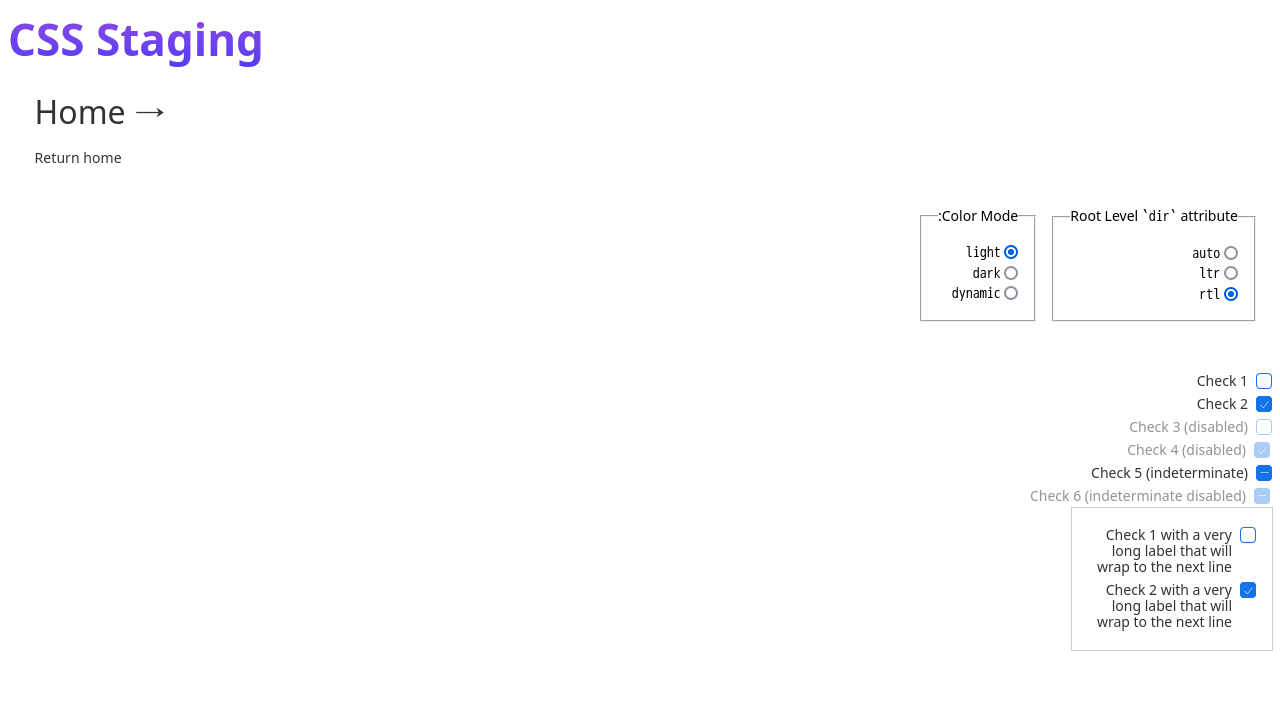 CSS Staging
Home →
Return home
:Color Mode
light
dark
dynamic
Root Level `dir` attribute
auto
ltr
rtl
Check 1
Check 2
Check 3 (disabled)
Check 4 (disabled)
Check 5 (indeterminate)
Check 6 (indeterminate disabled)
Check 1 with a very
long label that will
wrap to the next line
Check 2 with a very
long label that will
wrap to the next line